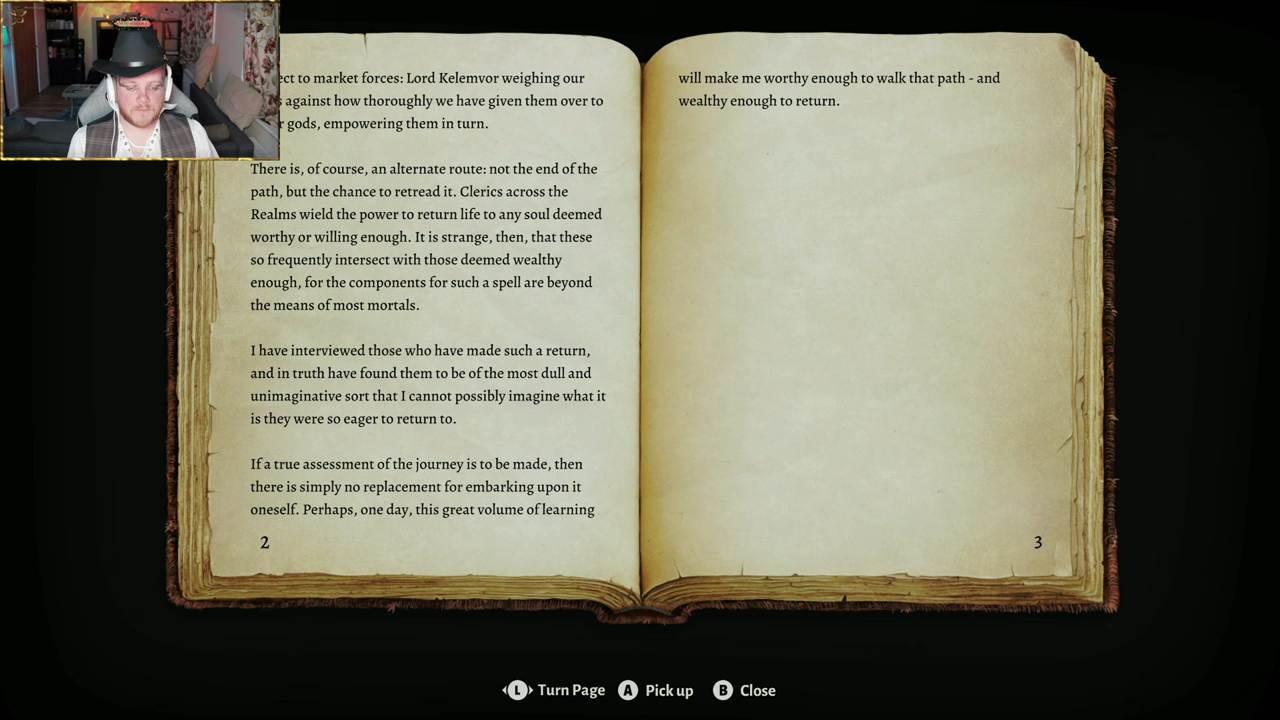 to market forces: Lord Kelemvor weighing our
against how thoroughly we have given them over to
gods, empowering them in turn.
There is, of course, an alternate route: not the end of the
path, but the chance to retread it. Clerics across the
Realms wield the power to return life to any soul deemed
worthy or willing enough. It is strange, then, that these
so frequently intersect with those deemed wealthy
enough, for the components for such a spell are beyond
the means of most mortals.
I have interviewed those who have made such a return,
and in truth have found them to be of the most dull and
unimaginative sort that I cannot possibly imagine what it
is they were so eager to return to.
If a true assessment of the journey is to be made, then
there is simply no replacement for embarking upon it
oneself. Perhaps, one day, this great volume of learning
2
will make me worthy enough to walk that path - and
wealthy enough to return.
3
L Turn Page A Pick up B Close